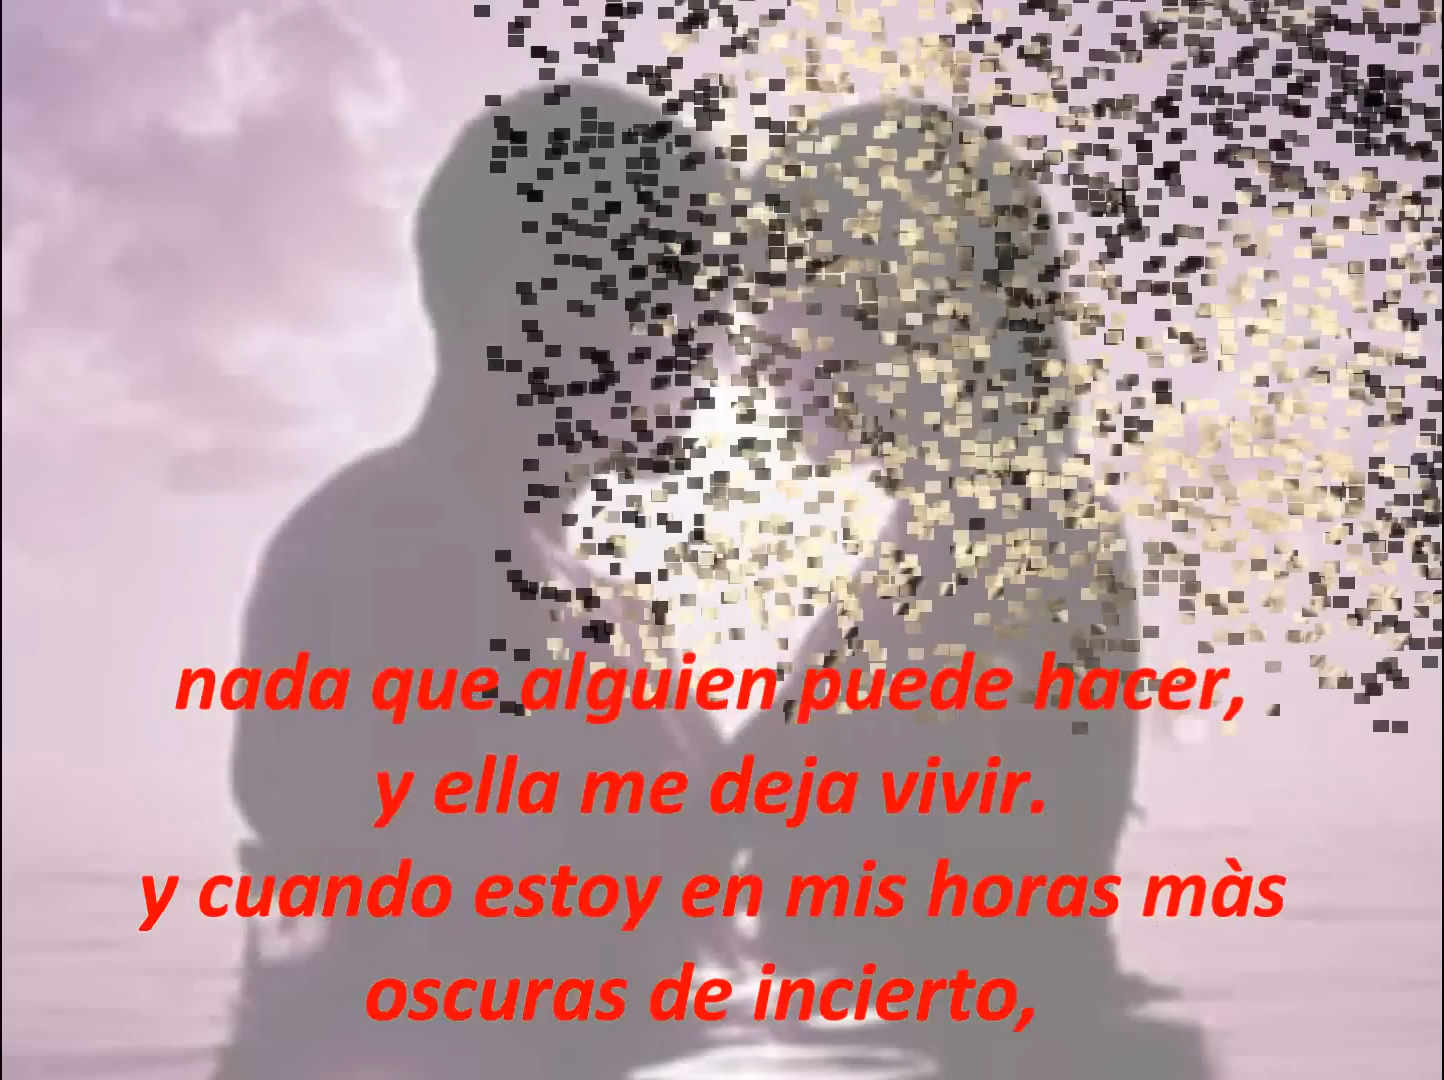 nada que alguien puede hacer,
y ella me deja vivir.
y cuando estoy en mis horas màs
oscuras de incierto,